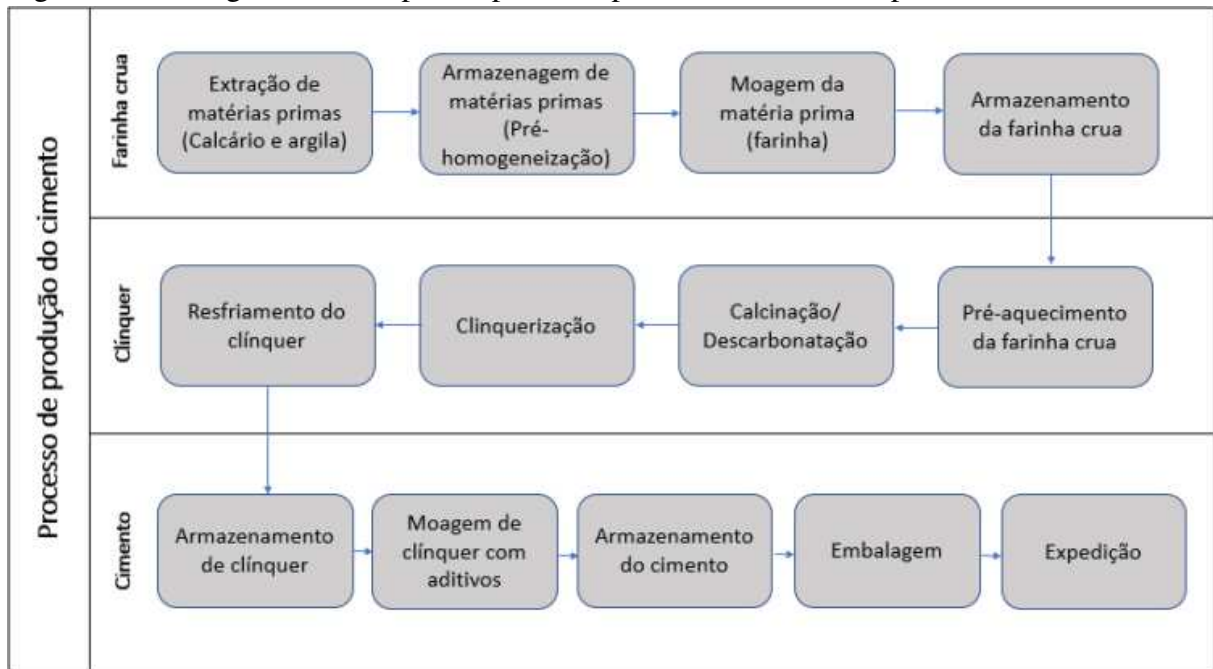 Processo de produção do cimento
Farinha crua
Extração de
matérias primas
(Calcário e argila)
Armazenagem de
matérias primas
(Pré-
homogeneização)
Moagem da
matéria prima
(farinha)
Armazenamento
da farinha crua
Clínquer
Resfriamento do
clínquer
Clinquerização
Calcinação/
Descarbonatação
Pré-aquecimento
da farinha crua
Cimento
Armazenamento
de clínquer
Moagem de
clínquer com
aditivos
Armazenamento
do cimento
Embalagem
Expedição